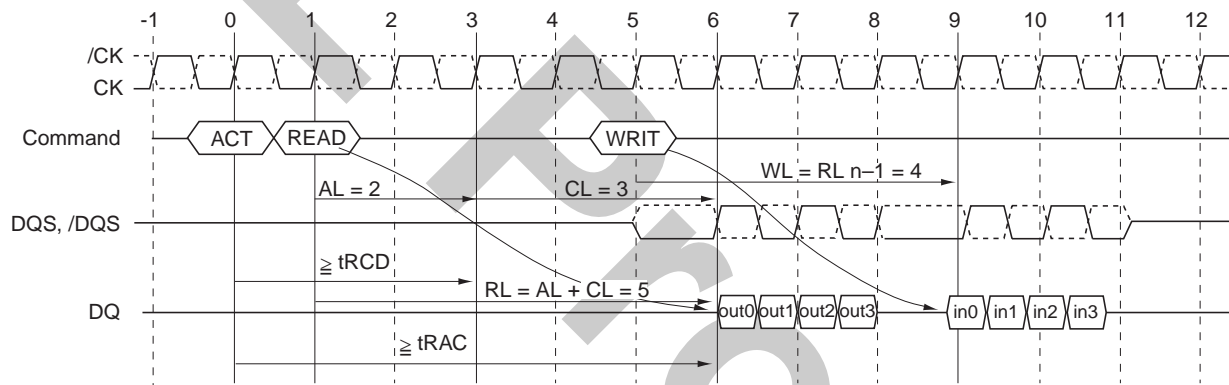 -1 0 1 2 3 4 5 6 7 8 9 10 11 12
/CK
CK
Command ACT READ WRIT
WL = RL n–1 = 4
AL = 2 CL = 3
DQS, /DQS
≧ tRCD
RL = AL + CL = 5
DQ out0 out1 out2 out3 in0 in1 in2 in3
≧ tRAC